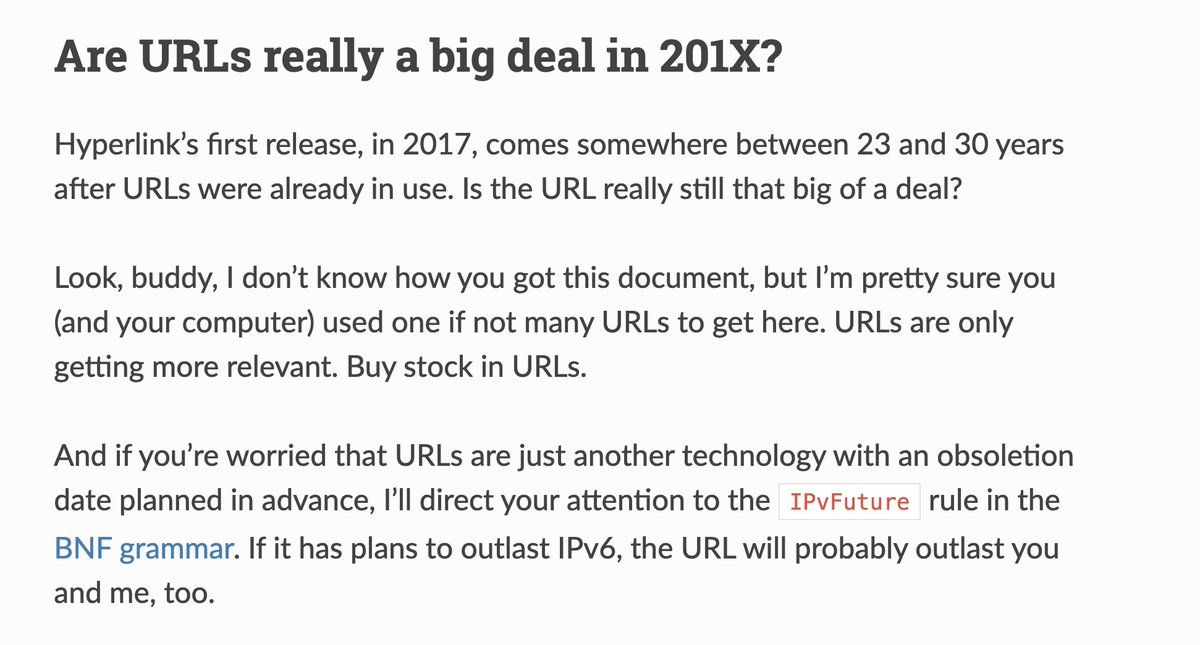 Are URLs really a big deal in 201X?
Hyperlink’s first release, in 2017, comes somewhere between 23 and 30 years
after URLs were already in use. Is the URL really still that big of a deal?
Look, buddy, I don’t know how you got this document, but I’m pretty sure you
(and your computer) used one if not many URLs to get here. URLs are only
getting more relevant. Buy stock in URLs.
And if you’re worried that URLs are just another technology with an obsoletion
date planned in advance, I’ll direct your attention to the IPvFuture rule in the
BNF grammar. If it has plans to outlast IPv6, the URL will probably outlast you
and me, too.